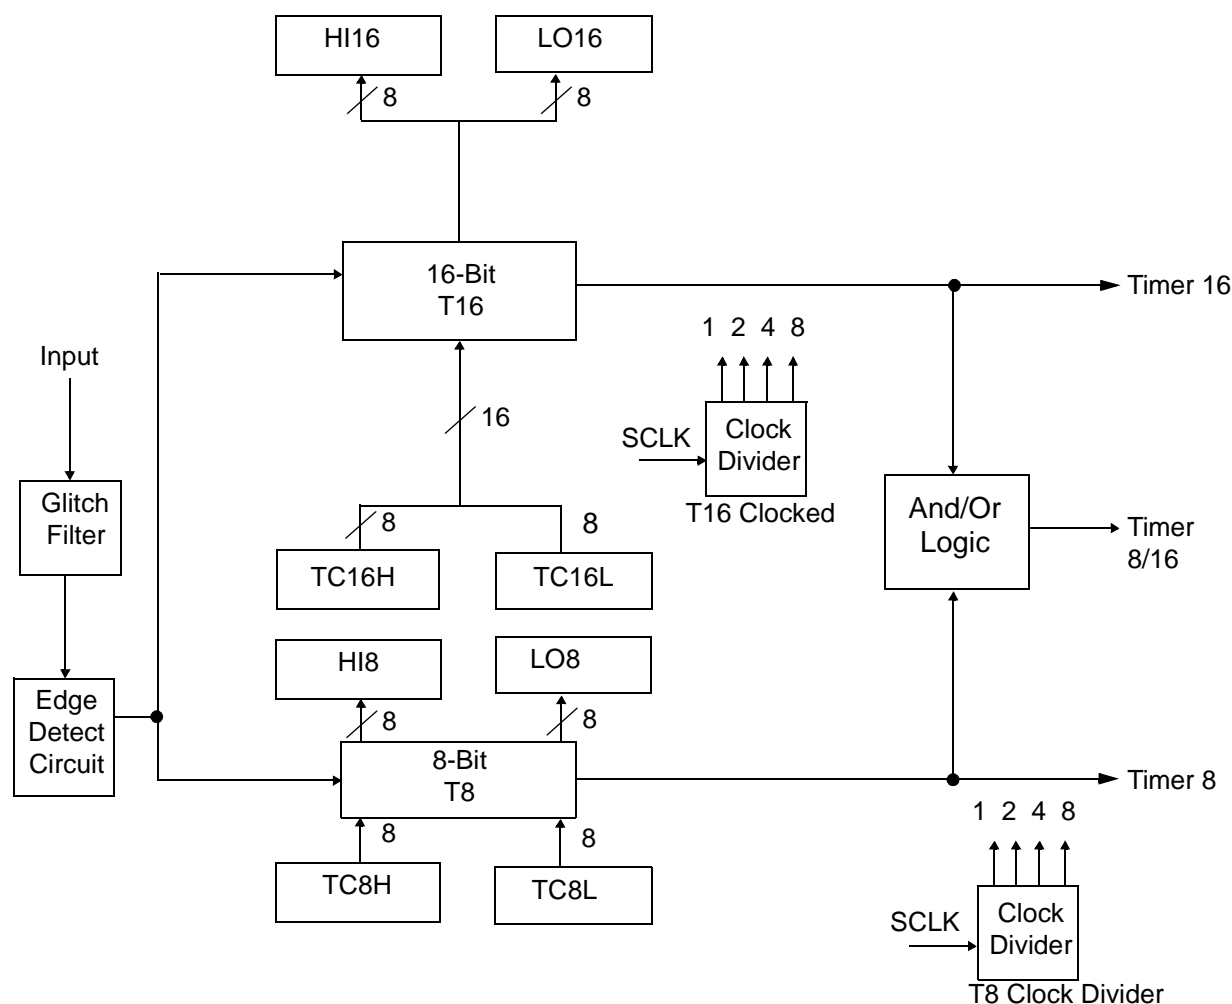 HI16
LO16
8
8
16-Bit
T16
Timer 16
1 2 4 8
Input
16
SCLK
Clock
Divider
T16 Clocked
Glitch
Filter
And/Or
Logic
Timer
8/16
8
8
TC16H
TC16L
HI8
LO8
Edge
Detect
Circuit
8
8
8-Bit
T8
Timer 8
1 2 4 8
8
8
TC8H
TC8L
SCLK
Clock
Divider
T8 Clock Divider